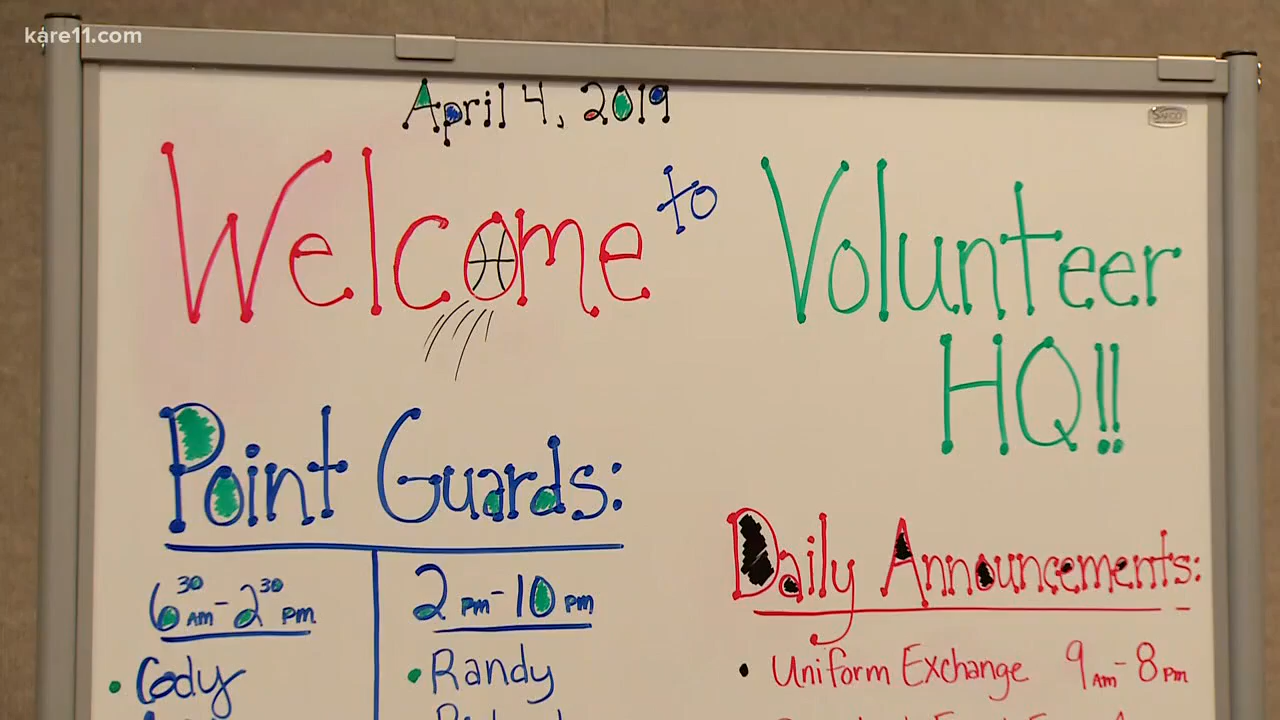 kare11.com
April 4, 2019
SAFCO
Welcome to Volunteer
HQ!!
Point Guards:
6 30 AM - 2 30 PM
• Cody
2 PM - 10 PM
• Randy
Daily Announcements:
• Uniform Exchange 9 AM - 8 PM